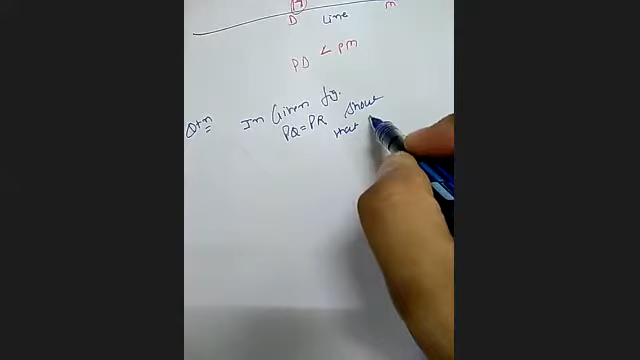 D Line M
PD < PM
Qtn In Given fig.
PQ = PR Show
that